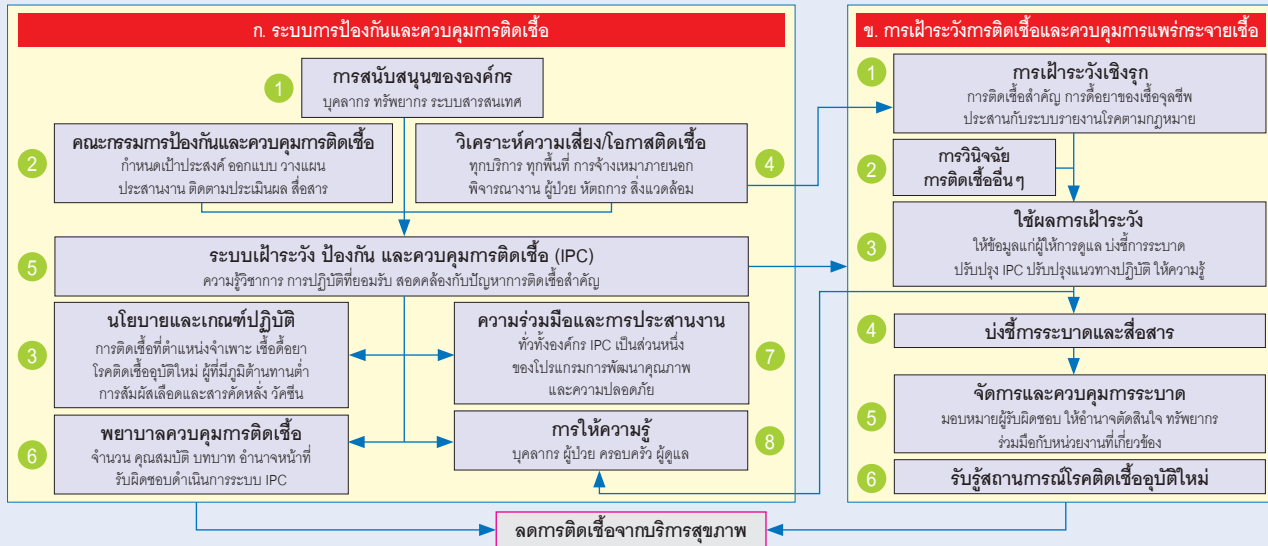 ก. ระบบการป้องกันและควบคุมการติดเชื้อ
1
การสนับสนุนขององค์กร
บุคลากร ทรัพยากร ระบบสารสนเทศ
2
คณะกรรมการป้องกันและควบคุมการติดเชื้อ
กำหนดเป้าประสงค์ ออกแบบ วางแผน
ประสานงาน ติดตามประเมินผล สื่อสาร
วิเคราะห์ความเสี่ยง/โอกาสติดเชื้อ
ทุกบริการ ทุกพื้นที่ การจ้างเหมาภายนอก
พิจารณางาน ผู้ป่วย หัตถการ สิ่งแวดล้อม
4
5
ระบบเฝ้าระวัง ป้องกัน และควบคุมการติดเชื้อ (IPC)
ความรู้วิชาการ การปฏิบัติที่ยอมรับ สอดคล้องกับปัญหาการติดเชื้อสำคัญ
3
นโยบายและเกณฑ์ปฏิบัติ
การติดเชื้อที่ตำแหน่งจำเพาะ เชื้อดื้อยา
โรคติดเชื้ออุบัติใหม่ ผู้ที่มีภูมิต้านทานต่ำ
การสัมผัสเลือดและสารคัดหลั่ง วัคซีน
ความร่วมมือและการประสานงาน
ทั่วทั้งองค์กร IPC เป็นส่วนหนึ่ง
ของโปรแกรมการพัฒนาคุณภาพ
และความปลอดภัย
7
6
พยาบาลควบคุมการติดเชื้อ
จำนวน คุณสมบัติ บทบาท อำนาจหน้าที่
รับผิดชอบดำเนินการระบบ IPC
การให้ความรู้
บุคลากร ผู้ป่วย ครอบครัว ผู้ดูแล
8
ข. การเฝ้าระวังการติดเชื้อและควบคุมการแพร่กระจายเชื้อ
1
การเฝ้าระวังเชิงรุก
การติดเชื้อสำคัญ การดื้อยาของเชื้อจุลชีพ
ประสานกับระบบรายงานโรคตามกฎหมาย
2
การวินิจฉัย
การติดเชื้ออื่นๆ
3
ใช้ผลการเฝ้าระวัง
ให้ข้อมูลแก่ผู้ให้การดูแล บ่งชี้การระบาด
ปรับปรุง IPC ปรับปรุงแนวทางปฏิบัติ ให้ความรู้
4
บ่งชี้การระบาดและสื่อสาร
5
จัดการและควบคุมการระบาด
มอบหมายผู้รับผิดชอบ ให้อำนาจตัดสินใจ ทรัพยากร
ร่วมมือกับหน่วยงานที่เกี่ยวข้อง
6
รับรู้สถานการณ์โรคติดเชื้ออุบัติใหม่
ลดการติดเชื้อจากบริการสุขภาพ